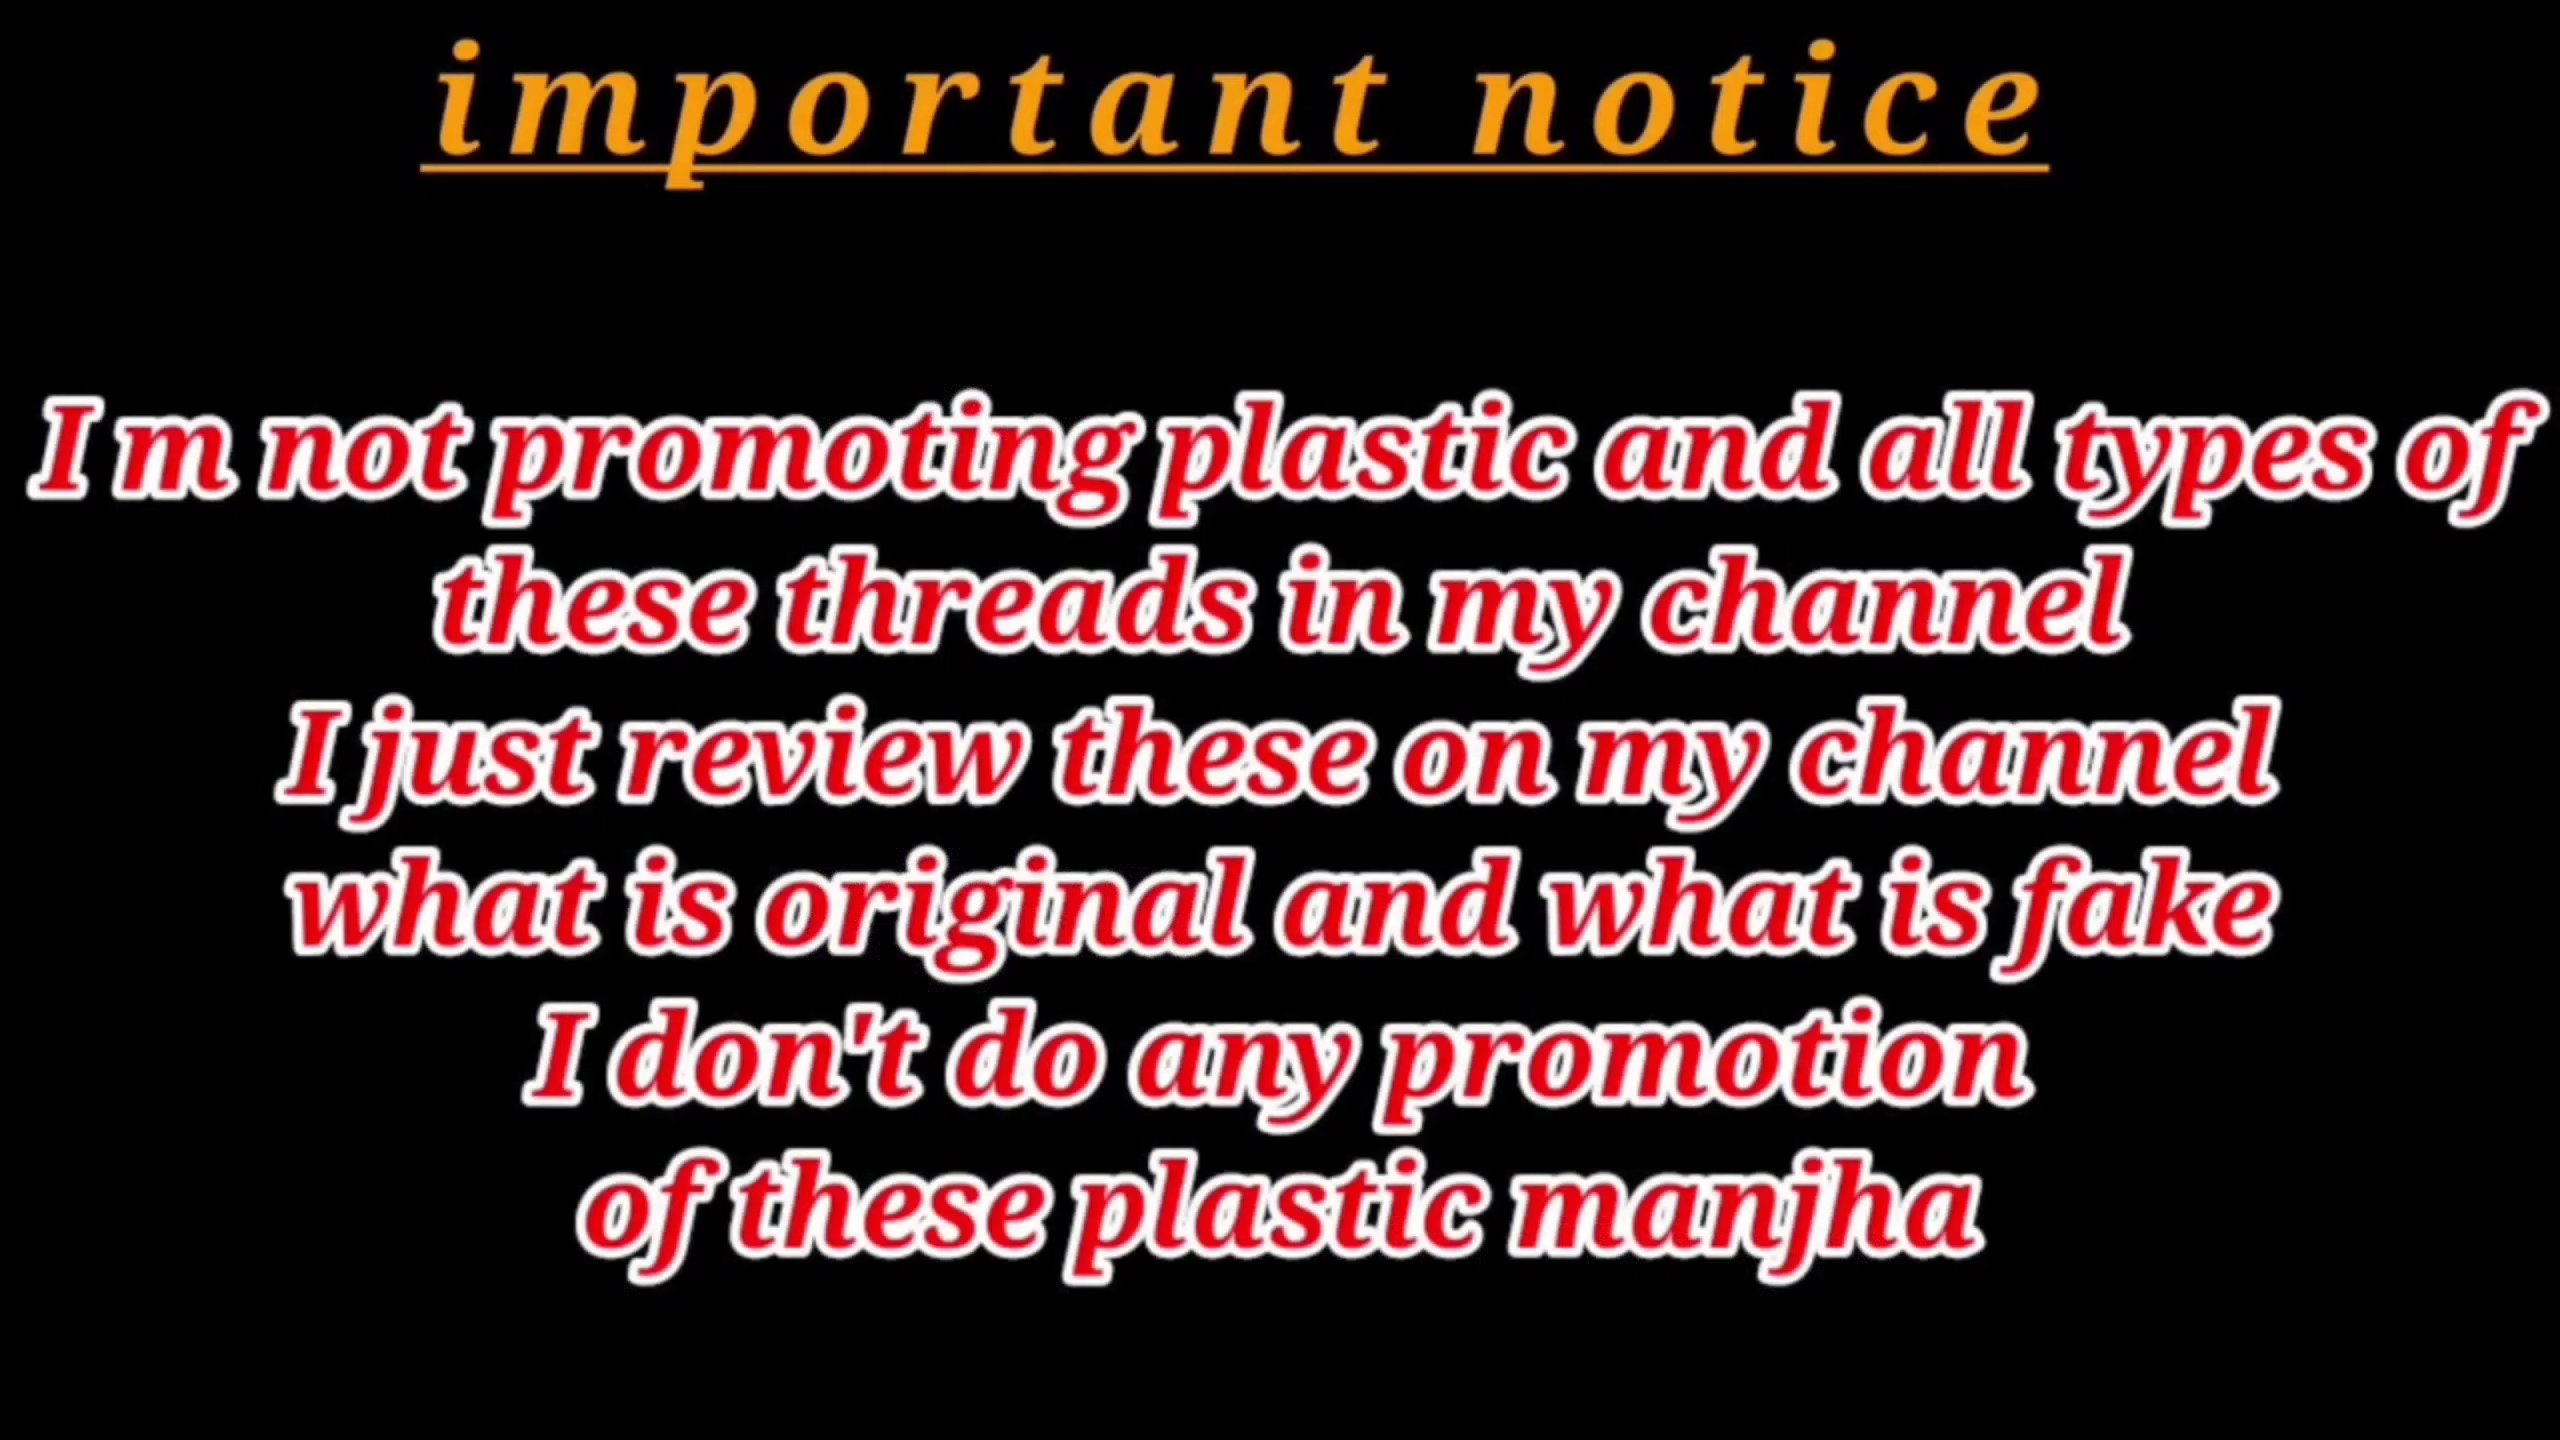 important notice
I m not promoting plastic and all types of
these threads in my channel
I just review these on my channel
what is original and what is fake
I don't do any promotion
of these plastic manjha